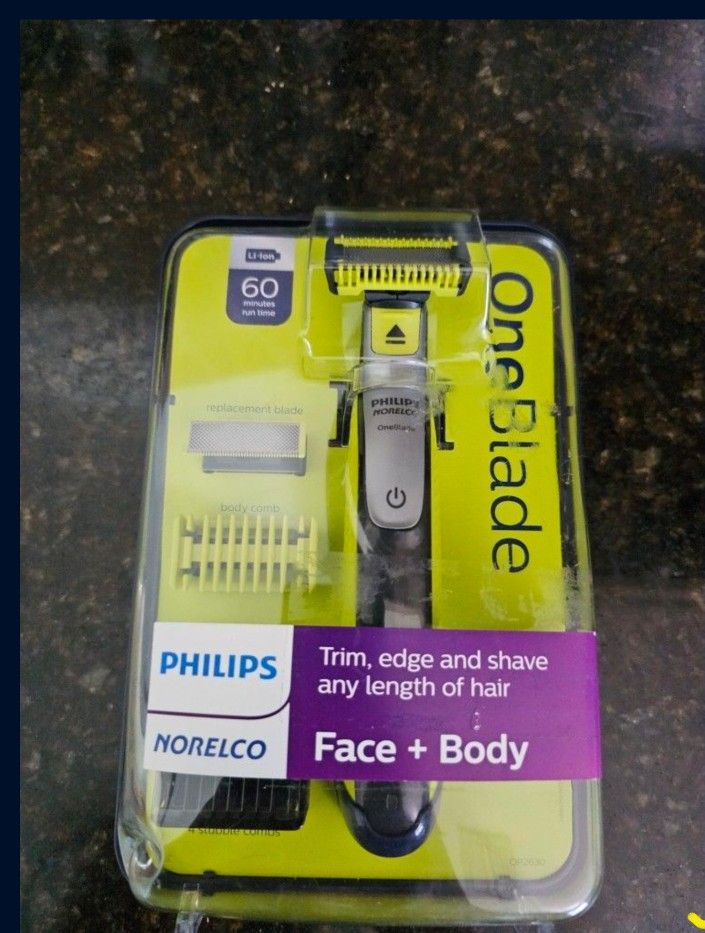 Li-Ion
60
minutes
run time
OneBlade
replacement blade
PHILIPS
NORELCO
OneBlade
body comb
PHILIPS
NORELCO
Trim, edge and shave
any length of hair
Face + Body
4 stubble combs
QP2630